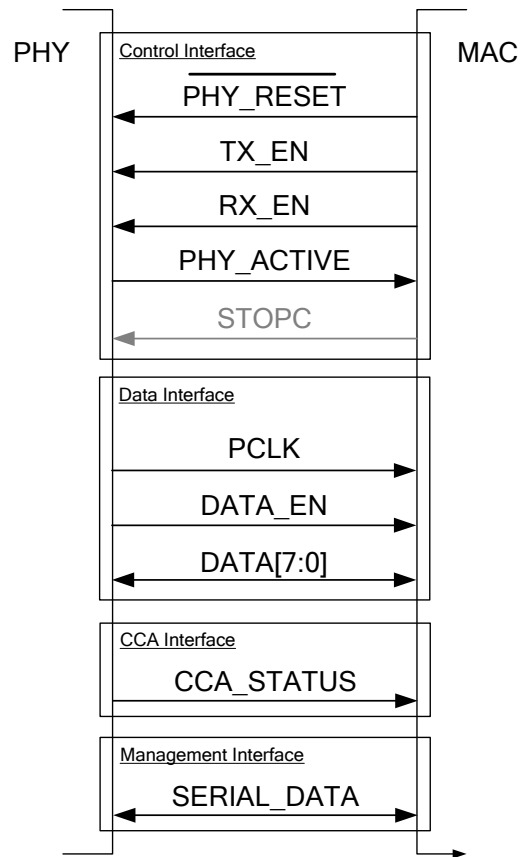 PHY
MAC
Control Interface
PHY_RESET
TX_EN
RX_EN
PHY_ACTIVE
STOPC
Data Interface
PCLK
DATA_EN
DATA[7:0]
CCA Interface
CCA_STATUS
Management Interface
SERIAL_DATA